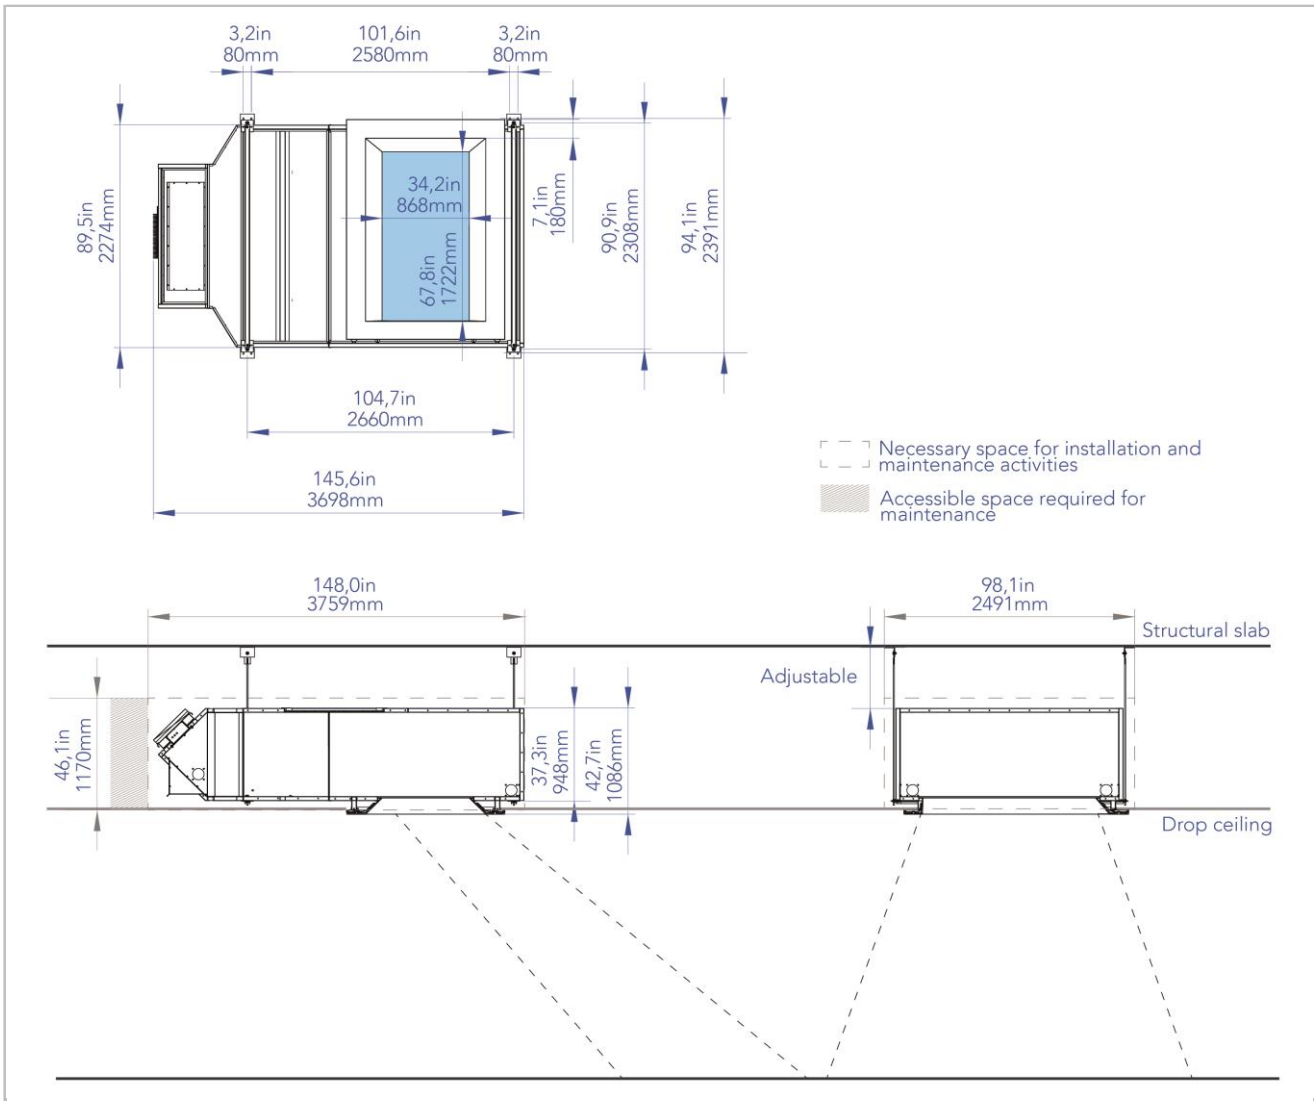 3,2in
80mm
101,6in
2580mm
3,2in
80mm
89,5in
2274mm
34,2in
868mm
67,8in
1722mm
7,1in
180mm
90,9in
2308mm
94,1in
2391mm
104,7in
2660mm
145,6in
3698mm
Necessary space for installation and
maintenance activities
Accessible space required for
maintenance
148,0in
3759mm
98,1in
2491mm
Structural slab
Adjustable
46,1in
1170mm
37,3in
948mm
42,7in
1086mm
Drop ceiling